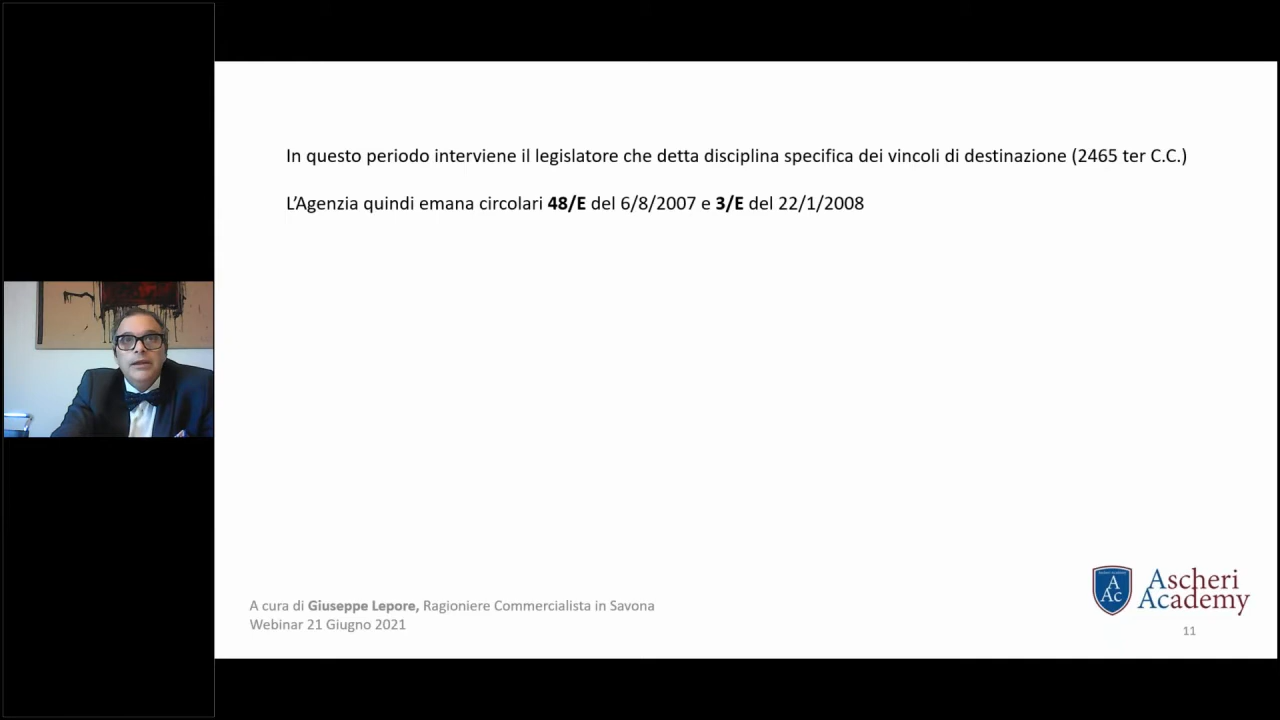 In questo periodo interviene il legislatore che detta disciplina specifica dei vincoli di destinazione (2465 ter C.C.)
L'Agenzia quindi emana circolari 48/E del 6/8/2007 e 3/E del 22/1/2008
A cura di Giuseppe Lepore, Ragioniere Commercialista in Savona
Webinar 21 Giugno 2021
A
Ac
Ascheri
Academy
11